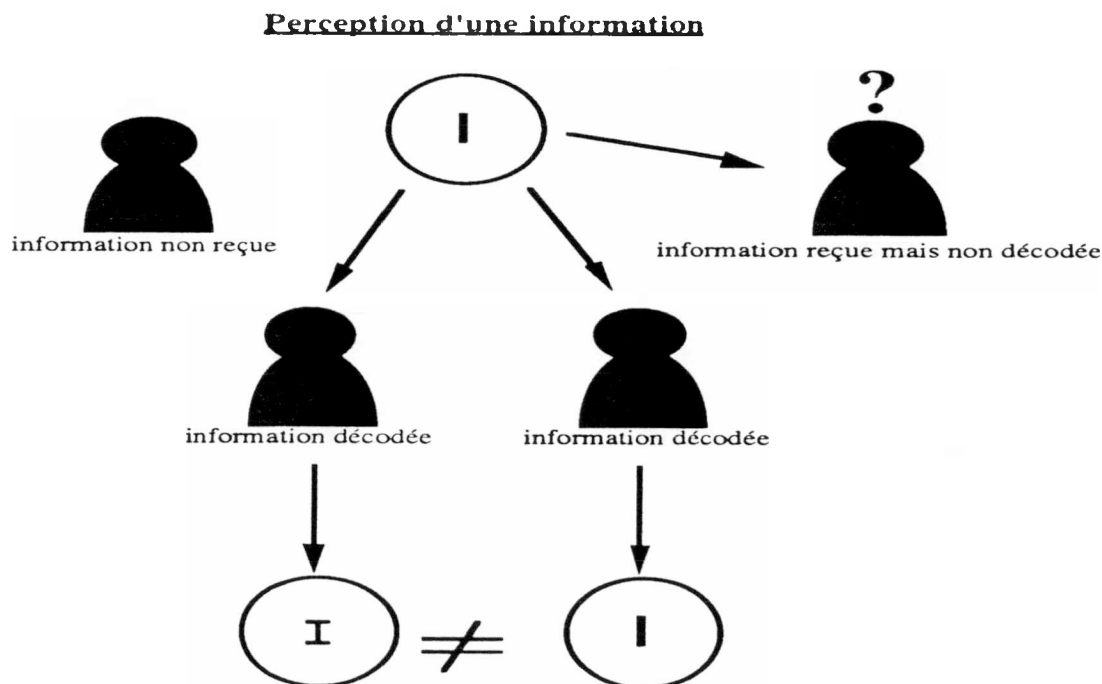 Perception d'une information
I
?
information non reçue
information reçue mais non décodée
information décodée
information décodée
I
≠
I